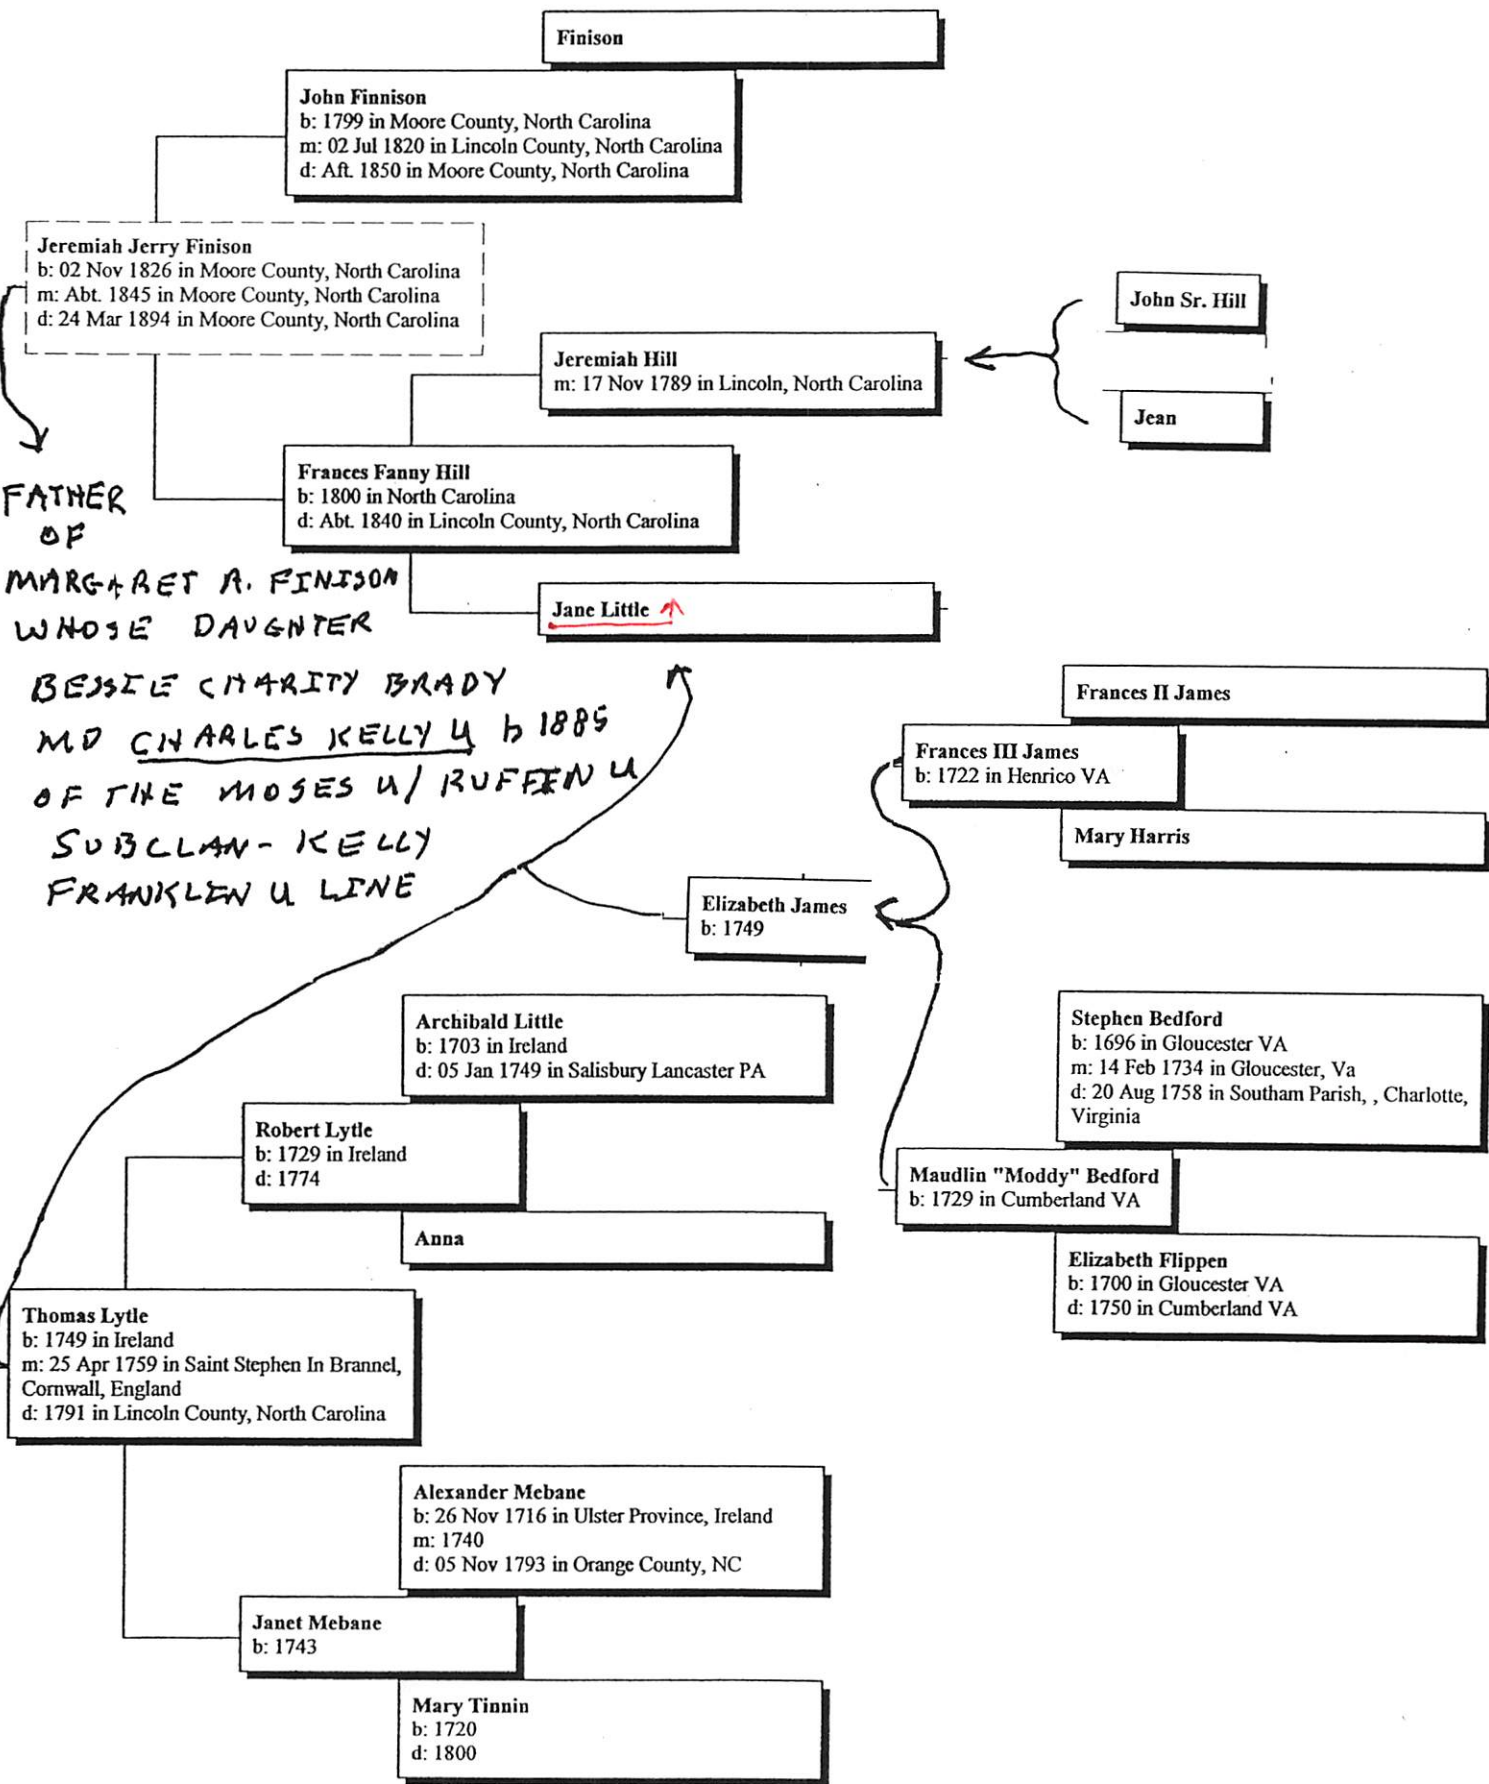 Finison
John Finnison
b: 1799 in Moore County, North Carolina
m: 02 Jul 1820 in Lincoln County, North Carolina
d: Aft. 1850 in Moore County, North Carolina
Jeremiah Jerry Finison
b: 02 Nov 1826 in Moore County, North Carolina
m: Abt. 1845 in Moore County, North Carolina
d: 24 Mar 1894 in Moore County, North Carolina
John Sr. Hill
Jeremiah Hill
m: 17 Nov 1789 in Lincoln, North Carolina
Jean
Frances Fanny Hill
b: 1800 in North Carolina
d: Abt. 1840 in Lincoln County, North Carolina
Jane Little
FATHER
OF
MARGARET A. FINISON
WHOSE DAUGHTER
BESSIE CHARITY BRADY
MD CHARLES KELLY U b 1885
OF THE MOSES U/ RUFFIN U
SUBCLAN - KELLY
FRANKLIN U LINE
Frances II James
Frances III James
b: 1722 in Henrico VA
Mary Harris
Elizabeth James
b: 1749
Archibald Little
b: 1703 in Ireland
d: 05 Jan 1749 in Salisbury Lancaster PA
Robert Lytle
b: 1729 in Ireland
d: 1774
Anna
Stephen Bedford
b: 1696 in Gloucester VA
m: 14 Feb 1734 in Gloucester, Va
d: 20 Aug 1758 in Southam Parish, , Charlotte,
Virginia
Maudlin "Moddy" Bedford
b: 1729 in Cumberland VA
Elizabeth Flippen
b: 1700 in Gloucester VA
d: 1750 in Cumberland VA
Thomas Lytle
b: 1749 in Ireland
m: 25 Apr 1759 in Saint Stephen In Brannel,
Cornwall, England
d: 1791 in Lincoln County, North Carolina
Alexander Mebane
b: 26 Nov 1716 in Ulster Province, Ireland
m: 1740
d: 05 Nov 1793 in Orange County, NC
Janet Mebane
b: 1743
Mary Tinnin
b: 1720
d: 1800